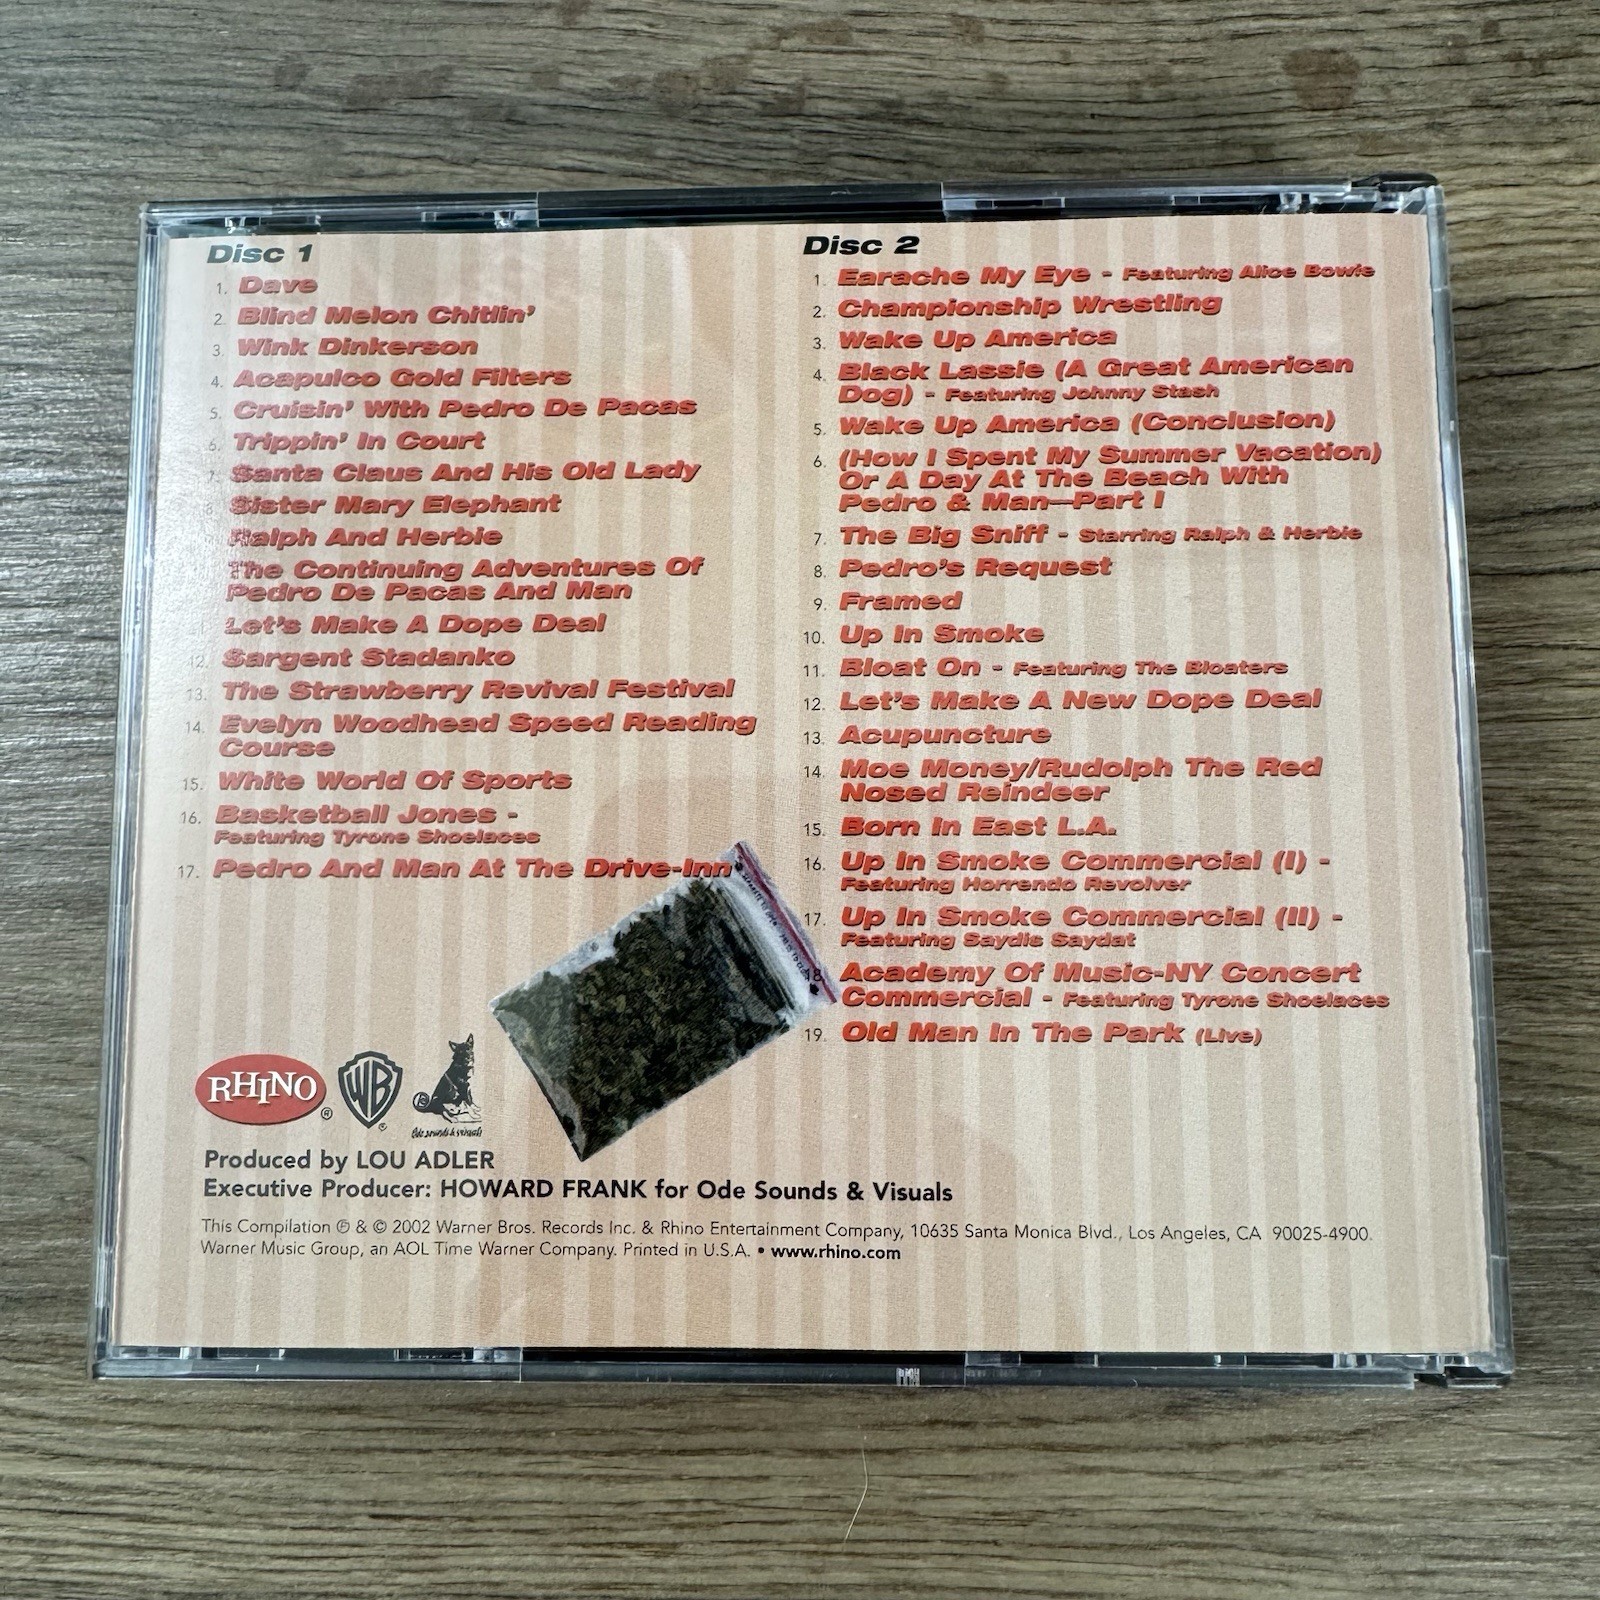 Disc 1
1. Dave
2. Blind Melon Chitlin'
3. Wink Dinkerson
4. Acapulco Gold Filters
5. Cruisin' With Pedro De Pacas
6. Trippin' In Court
7. Santa Claus And His Old Lady
8 Sister Mary Elephant
Ralph And Herbie
The Continuing Adventures Of
Pedro De Pacas And Man
Let's Make A Dope Deal
12. Sargent Stadanko
13. The Strawberry Revival Festival
14. Evelyn Woodhead Speed Reading
Course
15. White World Of Sports
16. Basketball Jones -
Featuring Tyrone Shoelaces
17. Pedro And Man At The Drive-Inn
Disc 2
1. Earache My Eye - Featuring Alice Bowie
2. Championship Wrestling
3. Wake Up America
4. Black Lassie (A Great American
Dog) - Featuring Johnny Stash
5. Wake Up America (Conclusion)
6. (How I Spent My Summer Vacation)
Or A Day At The Beach With
Pedro & Man—Part I
7. The Big Sniff - Starring Ralph & Herbie
8. Pedro's Request
9. Framed
10. Up In Smoke
11. Bloat On - Featuring The Bloaters
12. Let's Make A New Dope Deal
13. Acupuncture
14. Moe Money/Rudolph The Red
Nosed Reindeer
15. Born In East L.A.
16. Up In Smoke Commercial (I) -
Featuring Horrendo Revolver
17. Up In Smoke Commercial (II) -
Featuring Saydis Saydat
18. Academy Of Music-NY Concert
Commercial - Featuring Tyrone Shoelaces
19. Old Man In The Park (Live)
RHINO ®
WB ®
Ode sounds & visuals
Produced by LOU ADLER
Executive Producer: HOWARD FRANK for Ode Sounds & Visuals
This Compilation ℗ & © 2002 Warner Bros. Records Inc. & Rhino Entertainment Company, 10635 Santa Monica Blvd., Los Angeles, CA 90025-4900.
Warner Music Group, an AOL Time Warner Company. Printed in U.S.A. • www.rhino.com